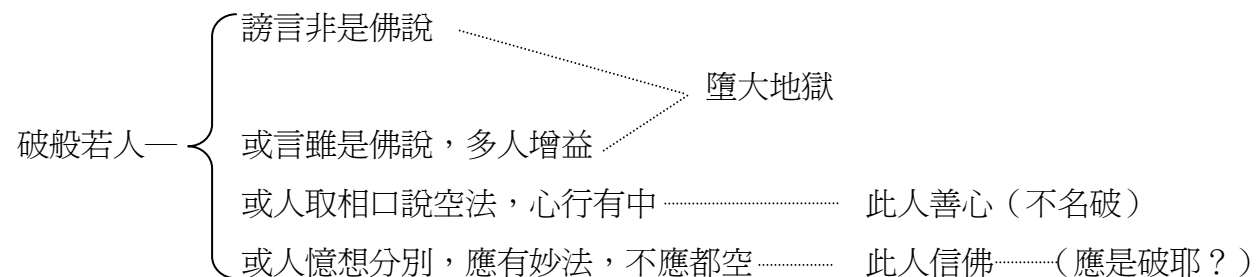 謗言非是佛說
墮大地獄
破般若人─ 或言雖是佛說，多人增益
或人取相口說空法，心行有中 此人善心（不名破）
或人憶想分別，應有妙法，不應都空 此人信佛（應是破耶？）